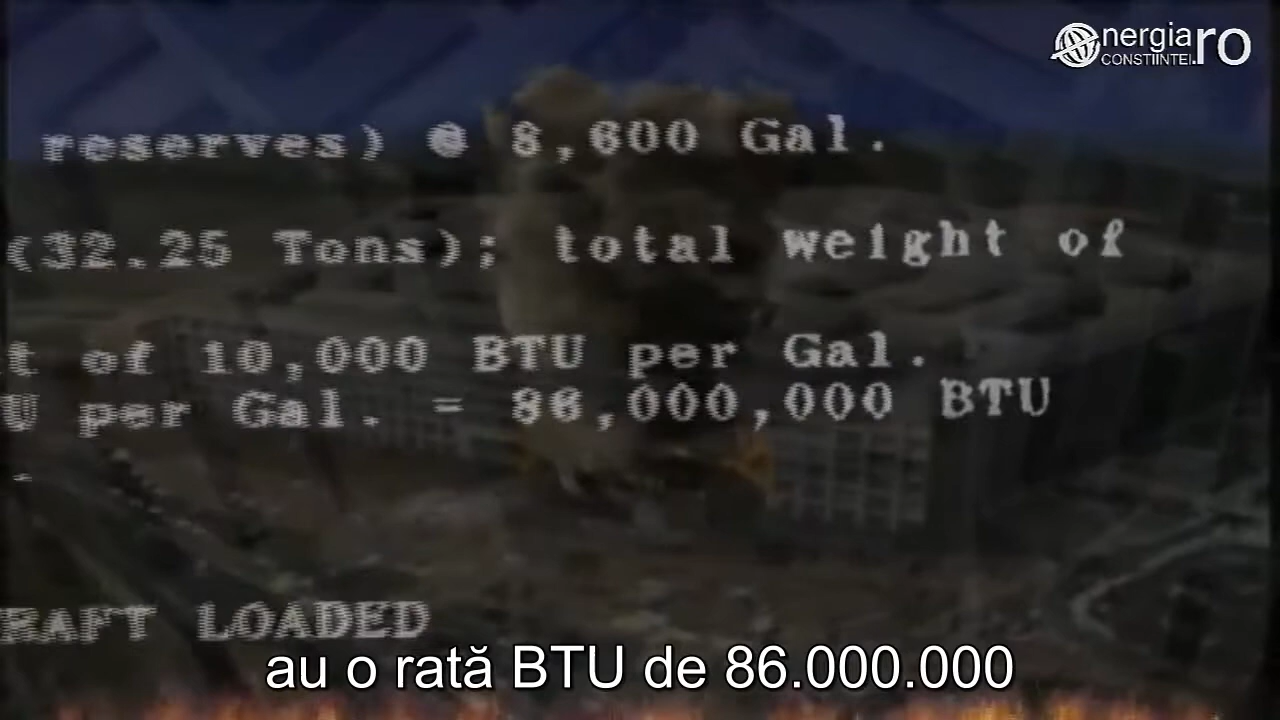 nergia
CONSTIINTEI.ro
reserves) @ 8,600 Gal.
(32.25 Tons); total weight of
t of 10,000 BTU per Gal.
U per Gal. = 86,000,000 BTU
=
RAFT LOADED
au o rată BTU de 86.000.000